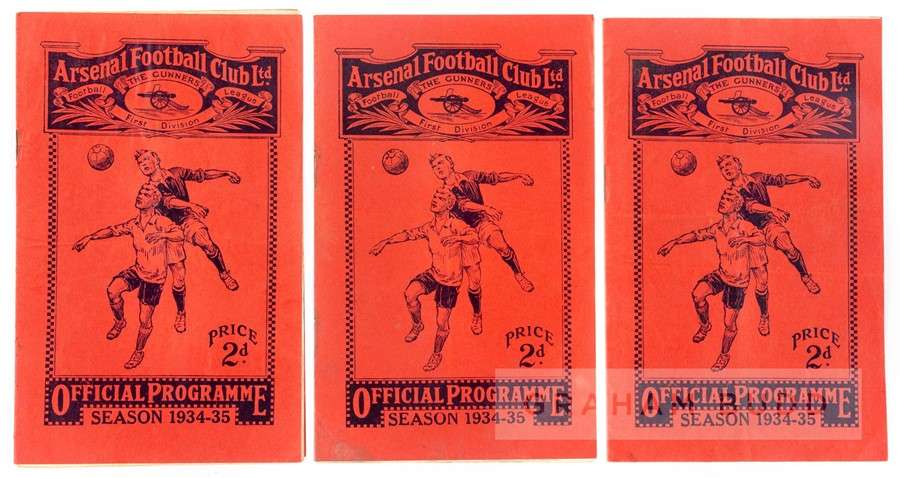 Arsenal Football Club Ltd
THE GUNNERS
Football League
First Division
PRICE
2d.
OFFICIAL PROGRAMME
SEASON 1934-35
Arsenal Football Club Ltd
THE GUNNERS
Football League
First Division
PRICE
2d.
OFFICIAL PROGRAMME
SEASON 1934-35
Arsenal Football Club Ltd.
THE GUNNERS
Football League
First Division
PRICE
2d.
OFFICIAL PROGRAMME
SEASON 1934-35
GRAHAM BUDD